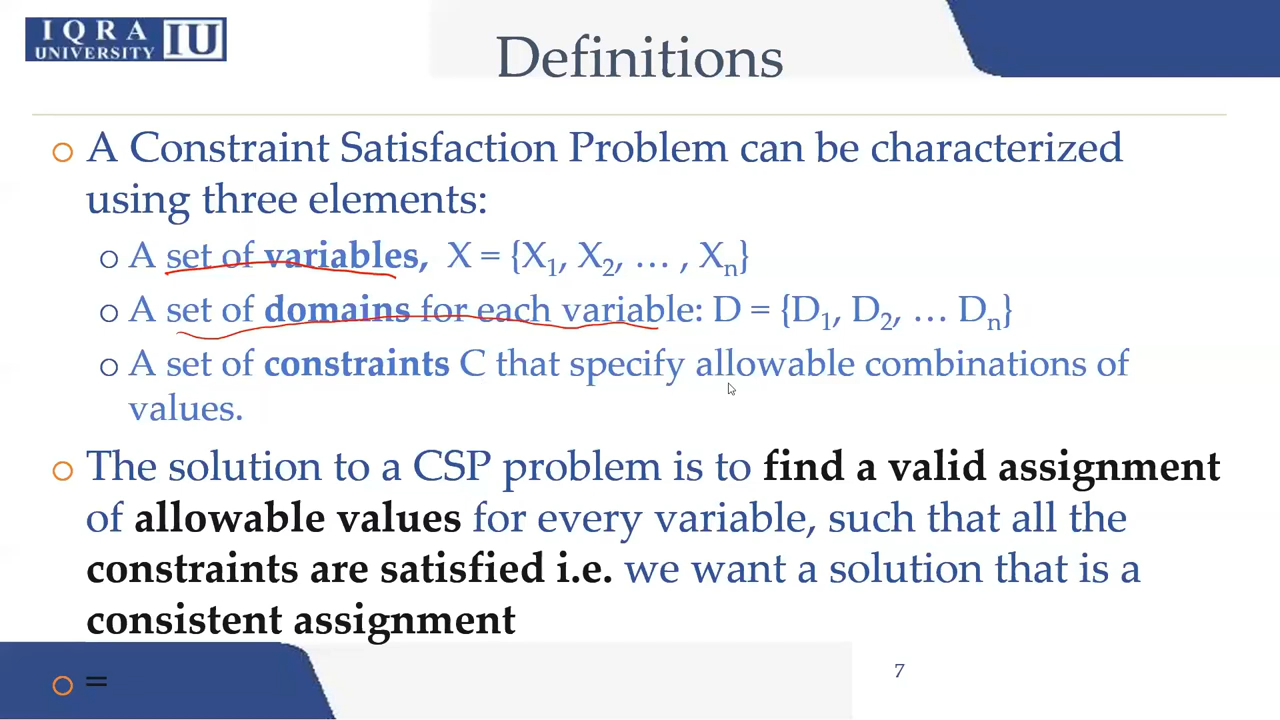 IQRA
UNIVERSITY IU
Definitions
o A Constraint Satisfaction Problem can be characterized
using three elements:
o A set of variables, X = {X1, X2, … , Xn}
o A set of domains for each variable: D = {D1, D2, … Dn}
o A set of constraints C that specify allowable combinations of
values.
o The solution to a CSP problem is to find a valid assignment
of allowable values for every variable, such that all the
constraints are satisfied i.e. we want a solution that is a
consistent assignment
o =
7